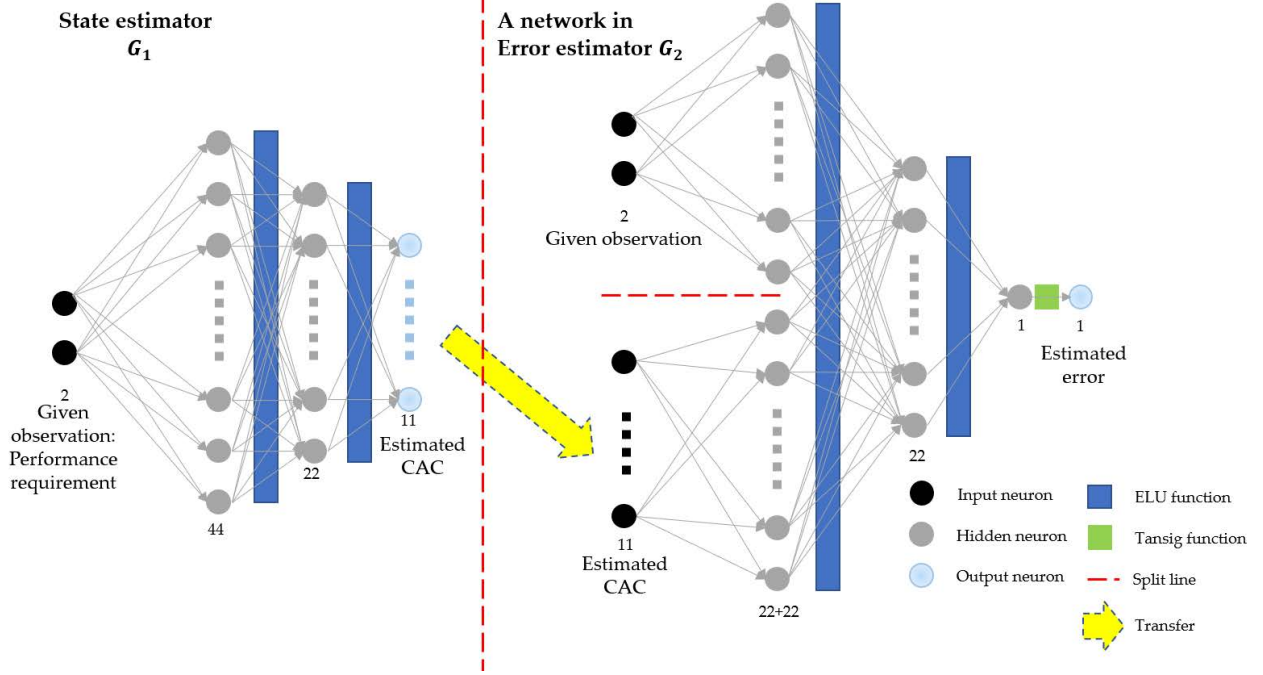 State estimator
G₁
2
Given
observation:
Performance
requirement
44
22
11
Estimated
CAC
A network in
Error estimator G₂
2
Given observation
11
Estimated
CAC
22+22
22
1
1
Estimated
error
Input neuron
Hidden neuron
Output neuron
ELU function
Tansig function
Split line
Transfer